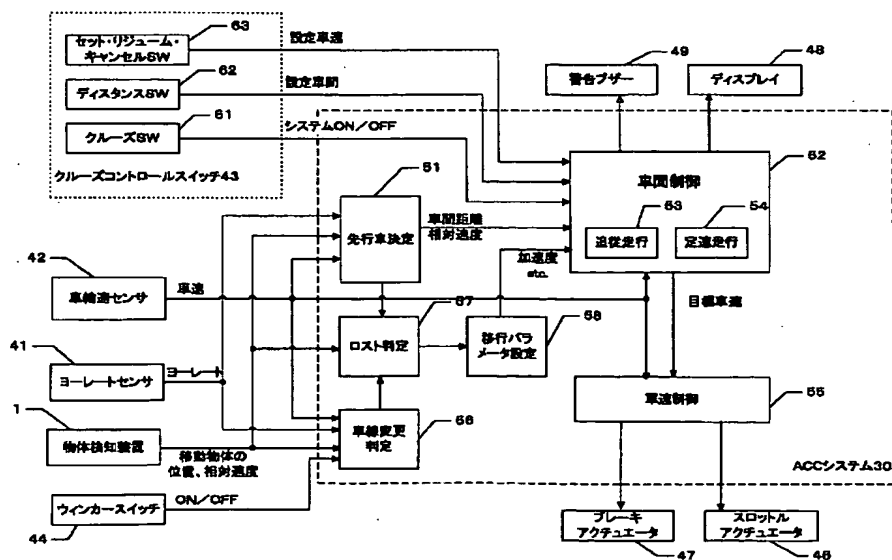 63
セット・リジューム・
キャンセルSW
設定車速
62
ディスタンスSW
設定車間
61
クルーズSW
システムON/OFF
クルーズコントロールスイッチ43
49
警告ブザー
48
ディスプレイ
51
先行車決定
車間距離
相対速度
52
車間制御
53
追従走行
54
定速走行
42
車輪速センサ
車速
加速度
etc.
目標車速
57
ロスト判定
58
移行パラ
メータ設定
41
ヨーレートセンサ
ヨーレート
55
車速制御
1
物体検知装置
移動物体の
位置、相対速度
56
車線変更
判定
ACCシステム30
ON/OFF
ウィンカースイッチ
44
ブレーキ
アクチュエータ
47
スロットル
アクチュエータ
46